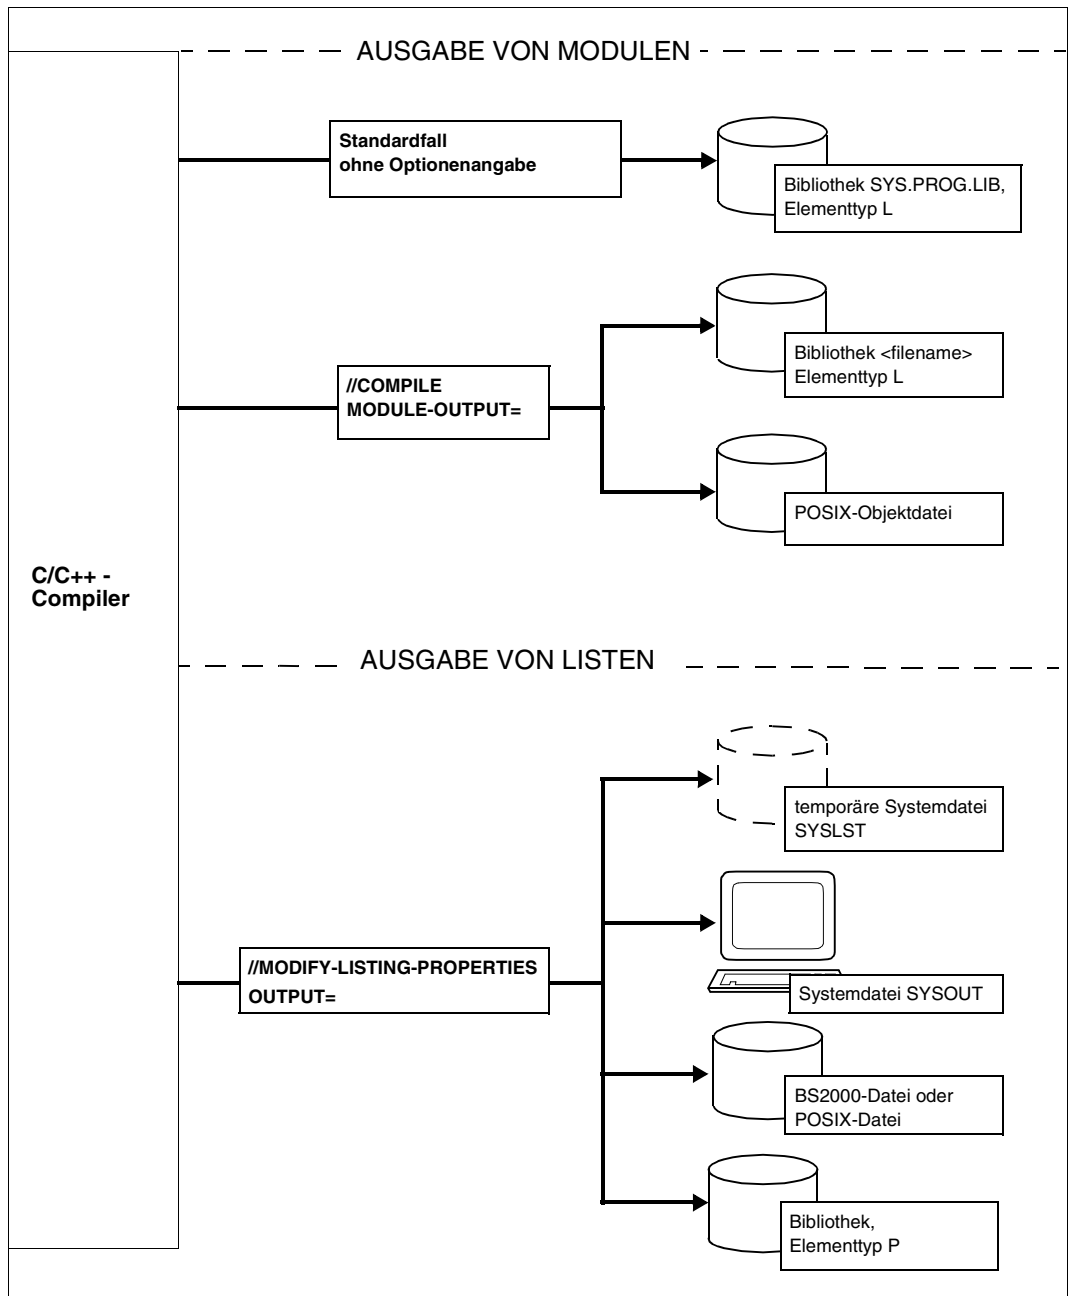 AUSGABE VON MODULEN
Standardfall
ohne Optionenangabe
Bibliothek SYS.PROG.LIB,
Elementtyp L
Bibliothek <filename>
Elementtyp L
//COMPILE
MODULE-OUTPUT=
POSIX-Objektdatei
C/C++ -
Compiler
AUSGABE VON LISTEN
temporäre Systemdatei
SYSLST
//MODIFY-LISTING-PROPERTIES
OUTPUT=
Systemdatei SYSOUT
BS2000-Datei oder
POSIX-Datei
Bibliothek,
Elementtyp P